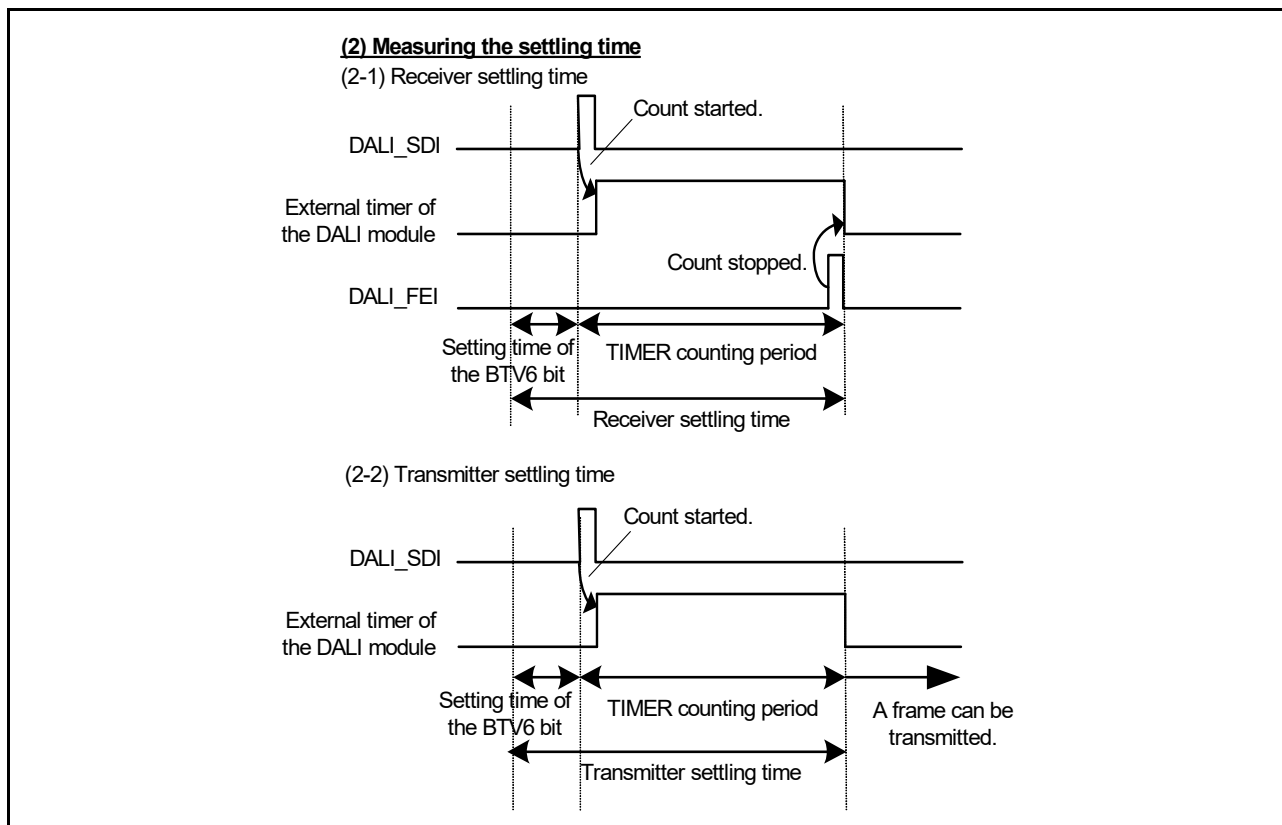 (2) Measuring the settling time
(2-1) Receiver settling time
Count started.
DALI_SDI
External timer of
the DALI module
Count stopped.
DALI_FEI
Setting time of
the BTV6 bit
TIMER counting period
Receiver settling time
(2-2) Transmitter settling time
Count started.
DALI_SDI
External timer of
the DALI module
Setting time of
the BTV6 bit
TIMER counting period
A frame can be
transmitted.
Transmitter settling time